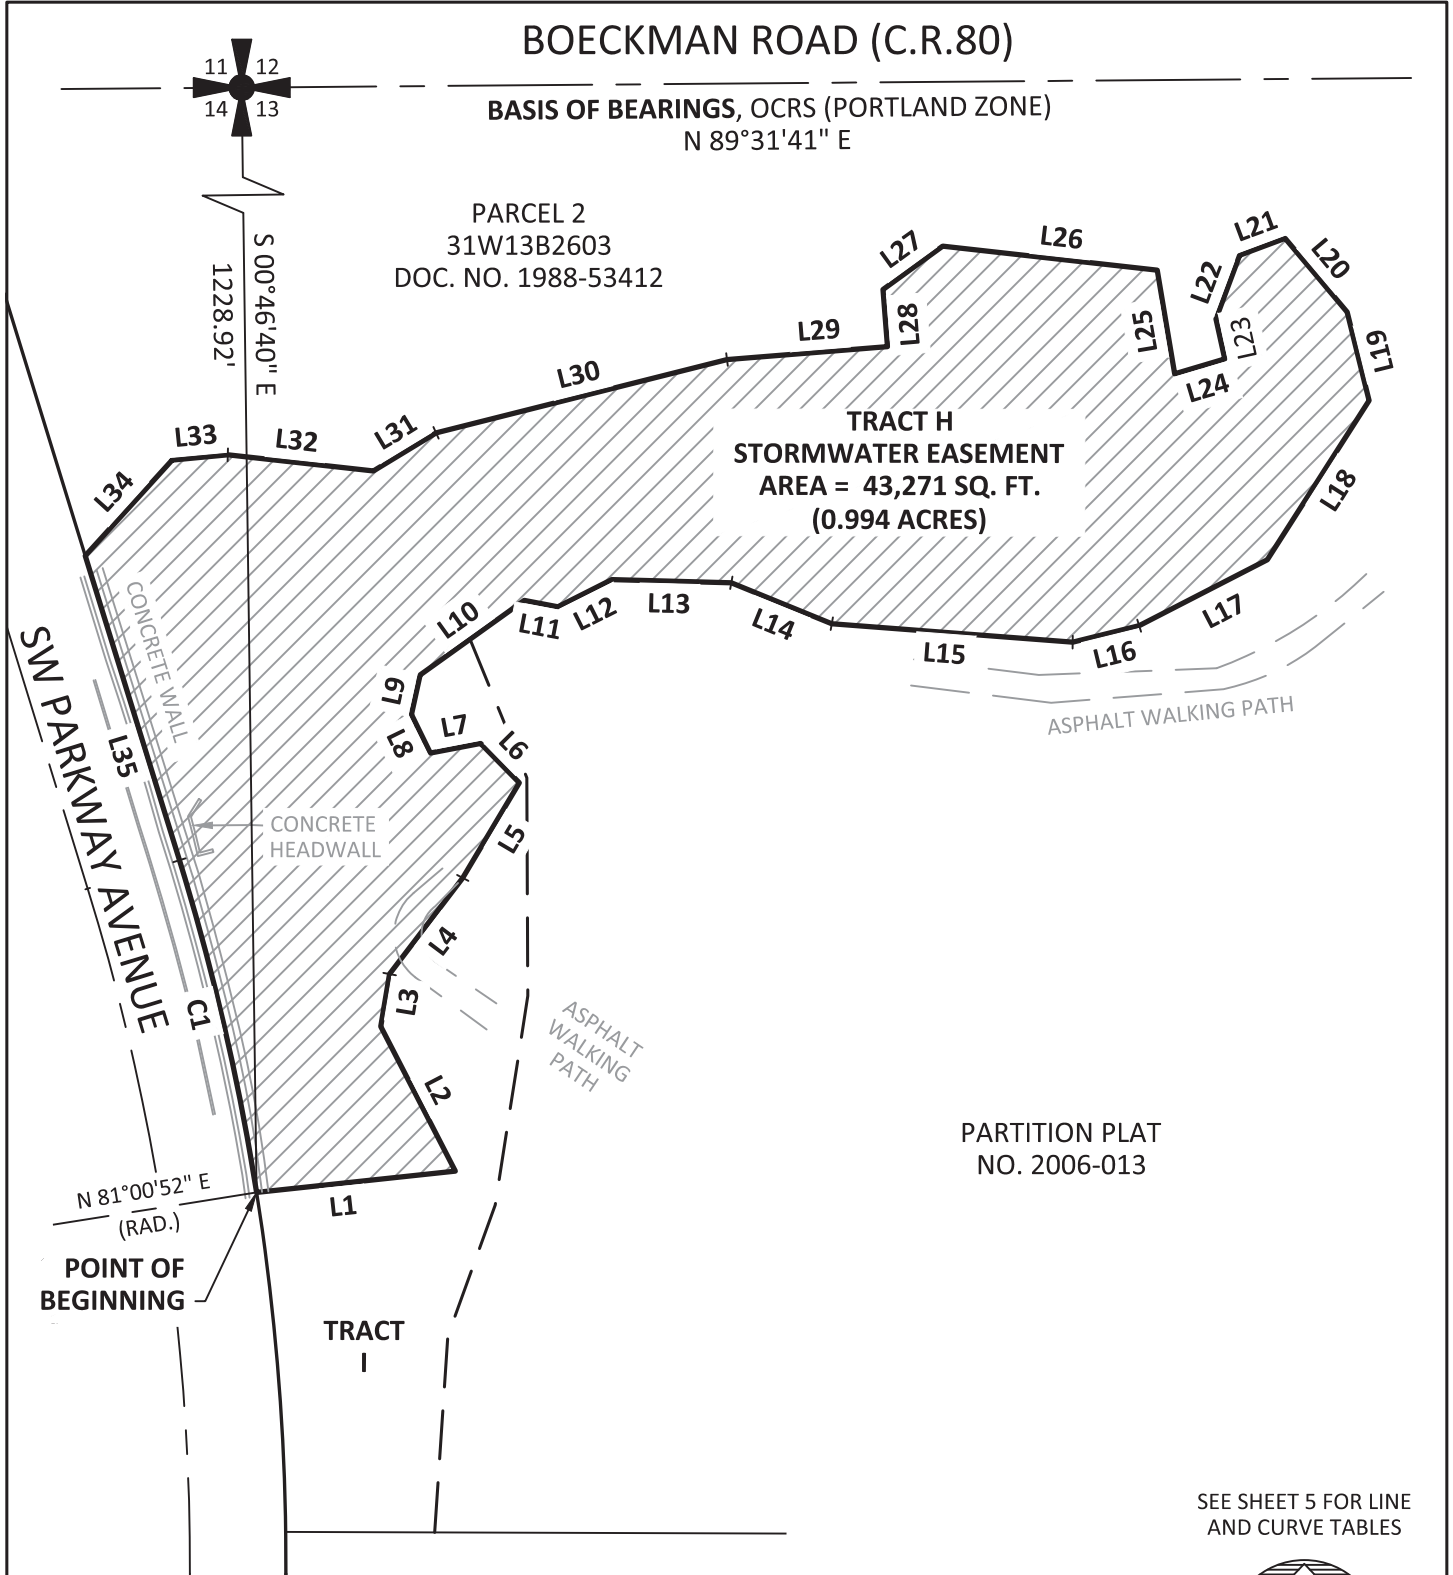 BOECKMAN ROAD (C.R.80)
11 12
14 13
BASIS OF BEARINGS, OCRS (PORTLAND ZONE)
N 89°31'41" E
PARCEL 2
31W13B2603
DOC. NO. 1988-53412
S 00°46'40" E
1228.92'
L21
L20
L27
L26
L22
L28
L25
L23
L19
L29
L24
L30
L31
L33
L32
L34
TRACT H
STORMWATER EASEMENT
AREA = 43,271 SQ. FT.
(0.994 ACRES)
L18
L10
L11
L12
L13
L14
L15
L16
L17
ASPHALT WALKING PATH
CONCRETE WALL
L9
L8
L7
L6
L35
SW PARKWAY AVENUE
CONCRETE
HEADWALL
L5
L4
L3
C1
ASPHALT
WALKING
PATH
L2
PARTITION PLAT
NO. 2006-013
N 81°00'52" E
(RAD.)
L1
POINT OF
BEGINNING
TRACT
I
SEE SHEET 5 FOR LINE
AND CURVE TABLES